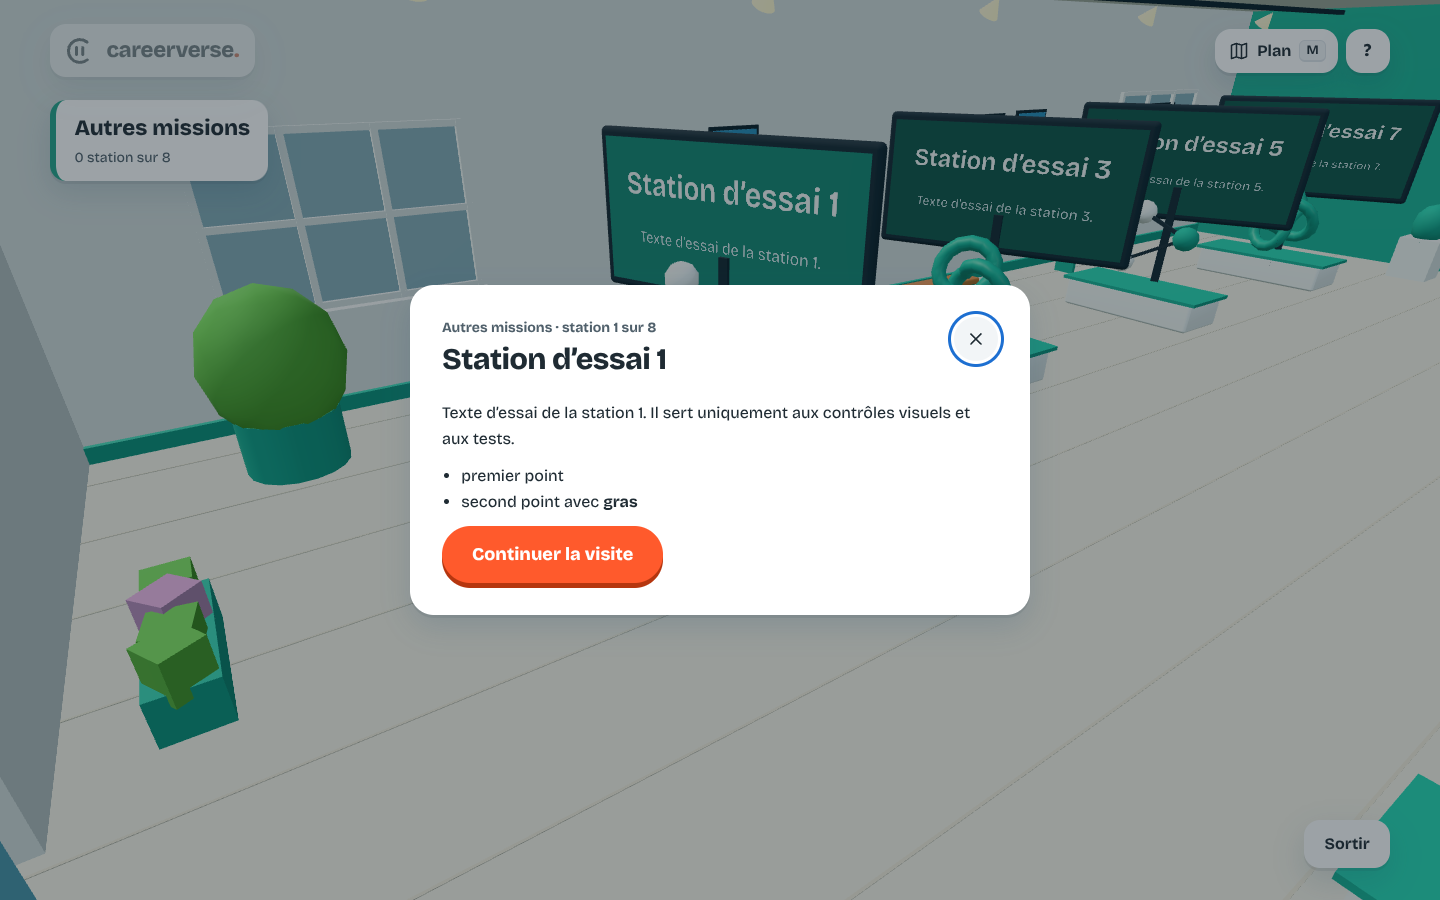 careerverse.
Plan M
?
Autres missions
0 station sur 8
Station d'essai 1
Texte d'essai de la station 1.
Station d'essai 3
Texte d'essai de la station 3.
on d'essai 5
ssai de la station 5.
'essai 7
e la station 7.
Autres missions · station 1 sur 8
Station d'essai 1
Texte d'essai de la station 1. Il sert uniquement aux contrôles visuels et
aux tests.
• premier point
• second point avec gras
Continuer la visite
Sortir